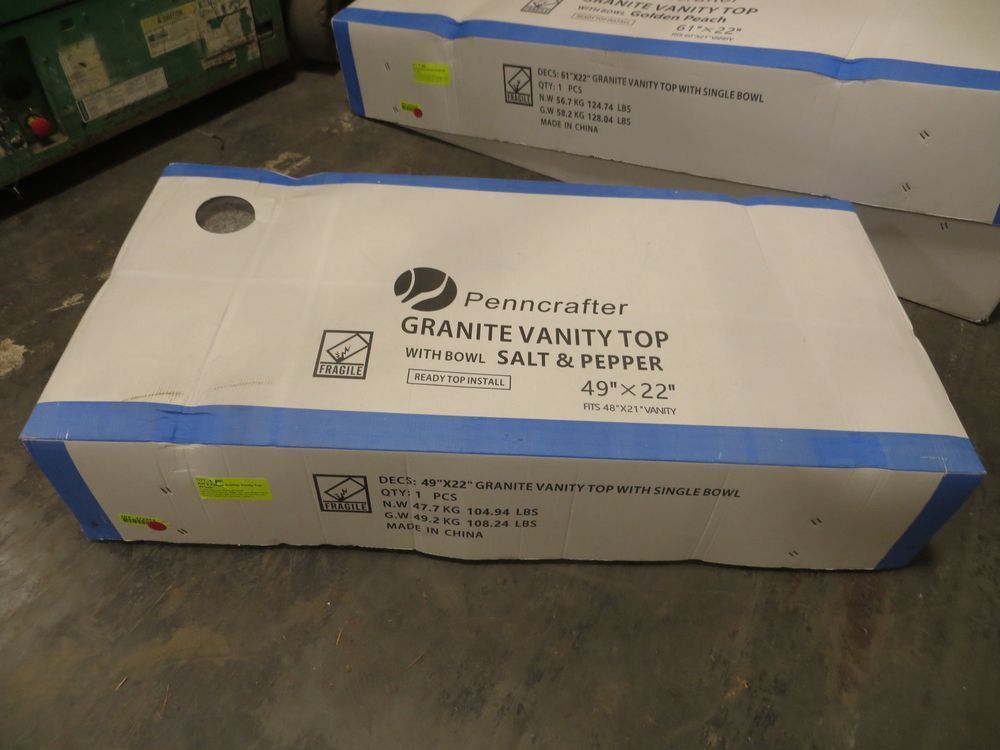 WITH BOWL Golden Peach
READY TOP INSTALL
61"×22"
FRAGILE
DECS: 61"X22" GRANITE VANITY TOP WITH SINGLE BOWL
QTY: 1 PCS
N.W 56.7 KG 124.74 LBS
G.W 58.2 KG 128.04 LBS
MADE IN CHINA
Penncrafter
GRANITE VANITY TOP
WITH BOWL SALT & PEPPER
READY TOP INSTALL
FRAGILE
49"×22"
FITS 48"X21" VANITY
FRAGILE
DECS: 49"X22" GRANITE VANITY TOP WITH SINGLE BOWL
QTY: 1 PCS
N.W 47.7 KG 104.94 LBS
G.W 49.2 KG 108.24 LBS
MADE IN CHINA